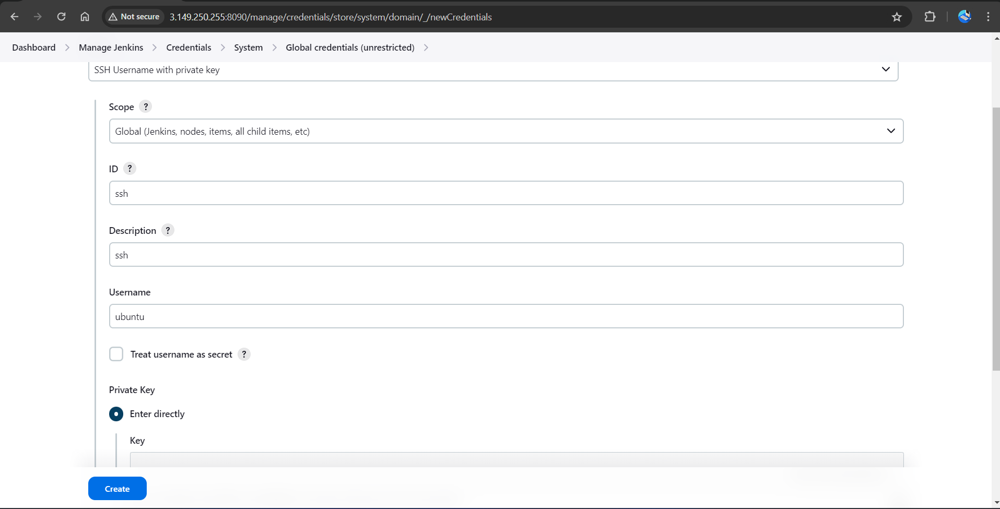 Not secure 3.149.250.255:8090/manage/credentials/store/system/domain/_/newCredentials
Dashboard Manage Jenkins Credentials System Global credentials (unrestricted)
SSH Username with private key
Scope ?
Global (Jenkins, nodes, items, all child items, etc)
ID ?
ssh
Description ?
ssh
Username
ubuntu
Treat username as secret ?
Private Key
Enter directly
Key
Create